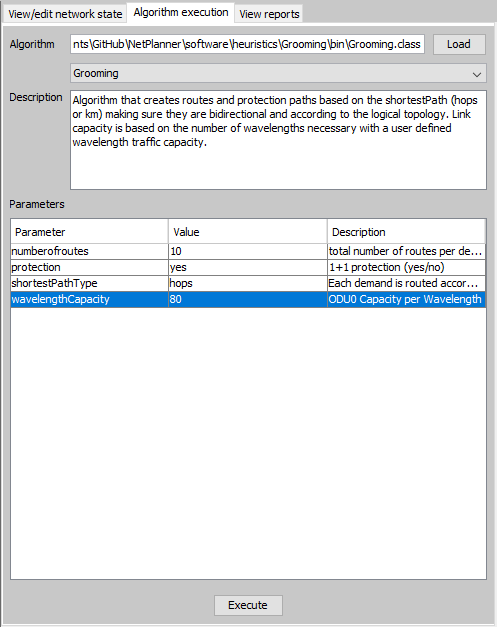 View/edit network state Algorithm execution View reports
Algorithm nts\GitHub\NetPlanner\software\heuristics\Grooming\bin\Grooming.class Load
Grooming
Description Algorithm that creates routes and protection paths based on the shortestPath (hops
or km) making sure they are bidirectional and according to the logical topology. Link
capacity is based on the number of wavelengths necessary with a user defined
wavelength traffic capacity.
Parameters
Parameter Value Description
numberofroutes 10 total number of routes per de...
protection yes 1+1 protection (yes/no)
shortestPathType hops Each demand is routed accor...
wavelengthCapacity 80 ODU0 Capacity per Wavelength
Execute